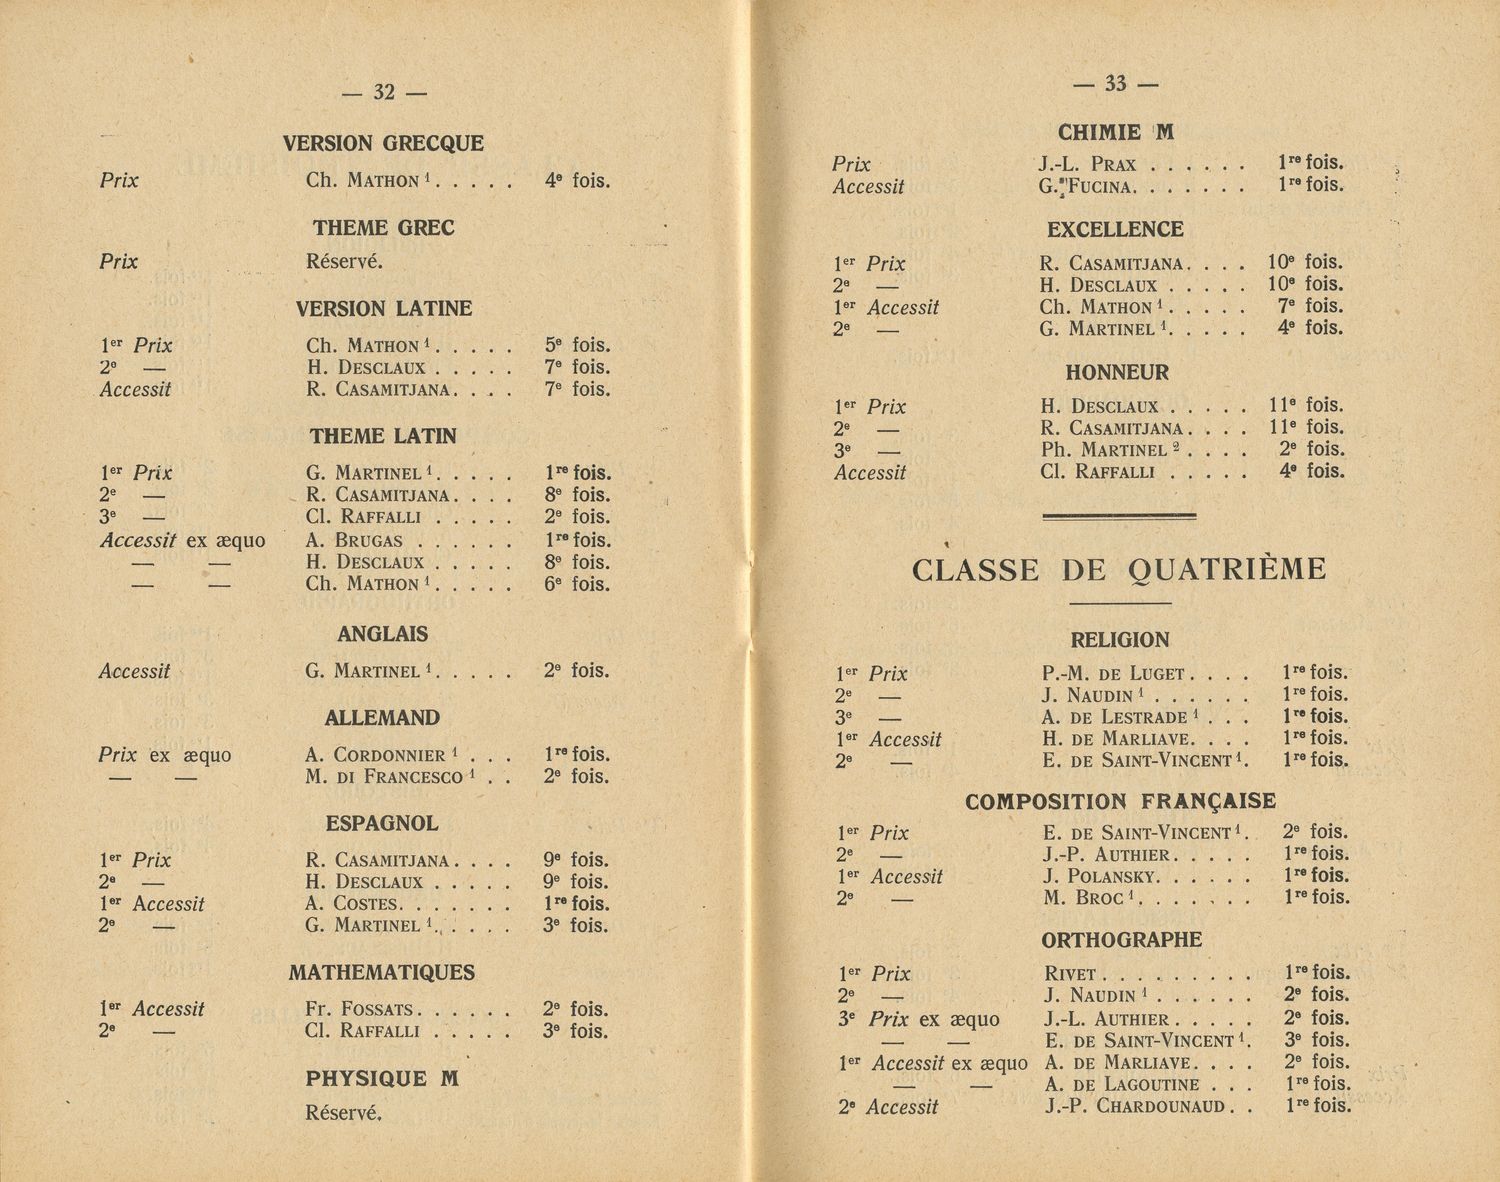 — 32 —
VERSION GRECQUE
Prix Ch. MATHON ¹. . . . . 4ᵉ fois.
THEME GREC
Prix Réservé.
VERSION LATINE
1ᵉʳ Prix Ch. MATHON ¹. . . . . 5ᵉ fois.
2ᵉ — H. DESCLAUX . . . . . 7ᵉ fois.
Accessit R. CASAMITJANA. . . . 7ᵉ fois.
THEME LATIN
1ᵉʳ Prix G. MARTINEL ¹. . . . . 1ʳᵉ fois.
2ᵉ — R. CASAMITJANA. . . . 8ᵉ fois.
3ᵉ — Cl. RAFFALLI . . . . . 2ᵉ fois.
Accessit ex æquo A. BRUGAS . . . . . . 1ʳᵉ fois.
— — H. DESCLAUX . . . . . 8ᵉ fois.
— — Ch. MATHON ¹. . . . . 6ᵉ fois.
ANGLAIS
Accessit G. MARTINEL ¹. . . . . 2ᵉ fois.
ALLEMAND
Prix ex æquo A. CORDONNIER ¹ . . . 1ʳᵉ fois.
— — M. DI FRANCESCO ¹ . . 2ᵉ fois.
ESPAGNOL
1ᵉʳ Prix R. CASAMITJANA. . . . 9ᵉ fois.
2ᵉ — H. DESCLAUX . . . . . 9ᵉ fois.
1ᵉʳ Accessit A. COSTES. . . . . . . 1ʳᵉ fois.
2ᵉ — G. MARTINEL ¹. . . . . 3ᵉ fois.
MATHEMATIQUES
1ᵉʳ Accessit Fr. FOSSATS. . . . . . 2ᵉ fois.
2ᵉ — Cl. RAFFALLI . . . . . 3ᵉ fois.
PHYSIQUE M
Réservé.
— 33 —
CHIMIE M
Prix J.-L. PRAX . . . . . . 1ʳᵉ fois.
Accessit G. FUCINA. . . . . . . 1ʳᵉ fois.
EXCELLENCE
1ᵉʳ Prix R. CASAMITJANA. . . . 10ᵉ fois.
2ᵉ — H. DESCLAUX . . . . . 10ᵉ fois.
1ᵉʳ Accessit Ch. MATHON ¹. . . . . 7ᵉ fois.
2ᵉ — G. MARTINEL ¹. . . . . 4ᵉ fois.
HONNEUR
1ᵉʳ Prix H. DESCLAUX . . . . . 11ᵉ fois.
2ᵉ — R. CASAMITJANA. . . . 11ᵉ fois.
3ᵉ — Ph. MARTINEL ² . . . . 2ᵉ fois.
Accessit Cl. RAFFALLI . . . . . 4ᵉ fois.
CLASSE DE QUATRIÈME
RELIGION
1ᵉʳ Prix P.-M. DE LUGET. . . . 1ʳᵉ fois.
2ᵉ — J. NAUDIN ¹ . . . . . . 1ʳᵉ fois.
3ᵉ — A. DE LESTRADE ¹ . . . 1ʳᵉ fois.
1ᵉʳ Accessit H. DE MARLIAVE. . . . 1ʳᵉ fois.
2ᵉ — E. DE SAINT-VINCENT ¹. 1ʳᵉ fois.
COMPOSITION FRANÇAISE
1ᵉʳ Prix E. DE SAINT-VINCENT ¹. 2ᵉ fois.
2ᵉ — J.-P. AUTHIER. . . . . 1ʳᵉ fois.
1ᵉʳ Accessit J. POLANSKY. . . . . . 1ʳᵉ fois.
2ᵉ — M. BROC ¹. . . . . . . 1ʳᵉ fois.
ORTHOGRAPHE
1ᵉʳ Prix RIVET. . . . . . . . . . 1ʳᵉ fois.
2ᵉ — J. NAUDIN ¹ . . . . . . 2ᵉ fois.
3ᵉ Prix ex æquo J.-L. AUTHIER . . . . . 2ᵉ fois.
— — E. DE SAINT-VINCENT ¹. 3ᵉ fois.
1ᵉʳ Accessit ex æquo A. DE MARLIAVE. . . . 2ᵉ fois.
— — A. DE LAGOUTINE . . . 1ʳᵉ fois.
2ᵉ Accessit J.-P. CHARDOUNAUD . . 1ʳᵉ fois.